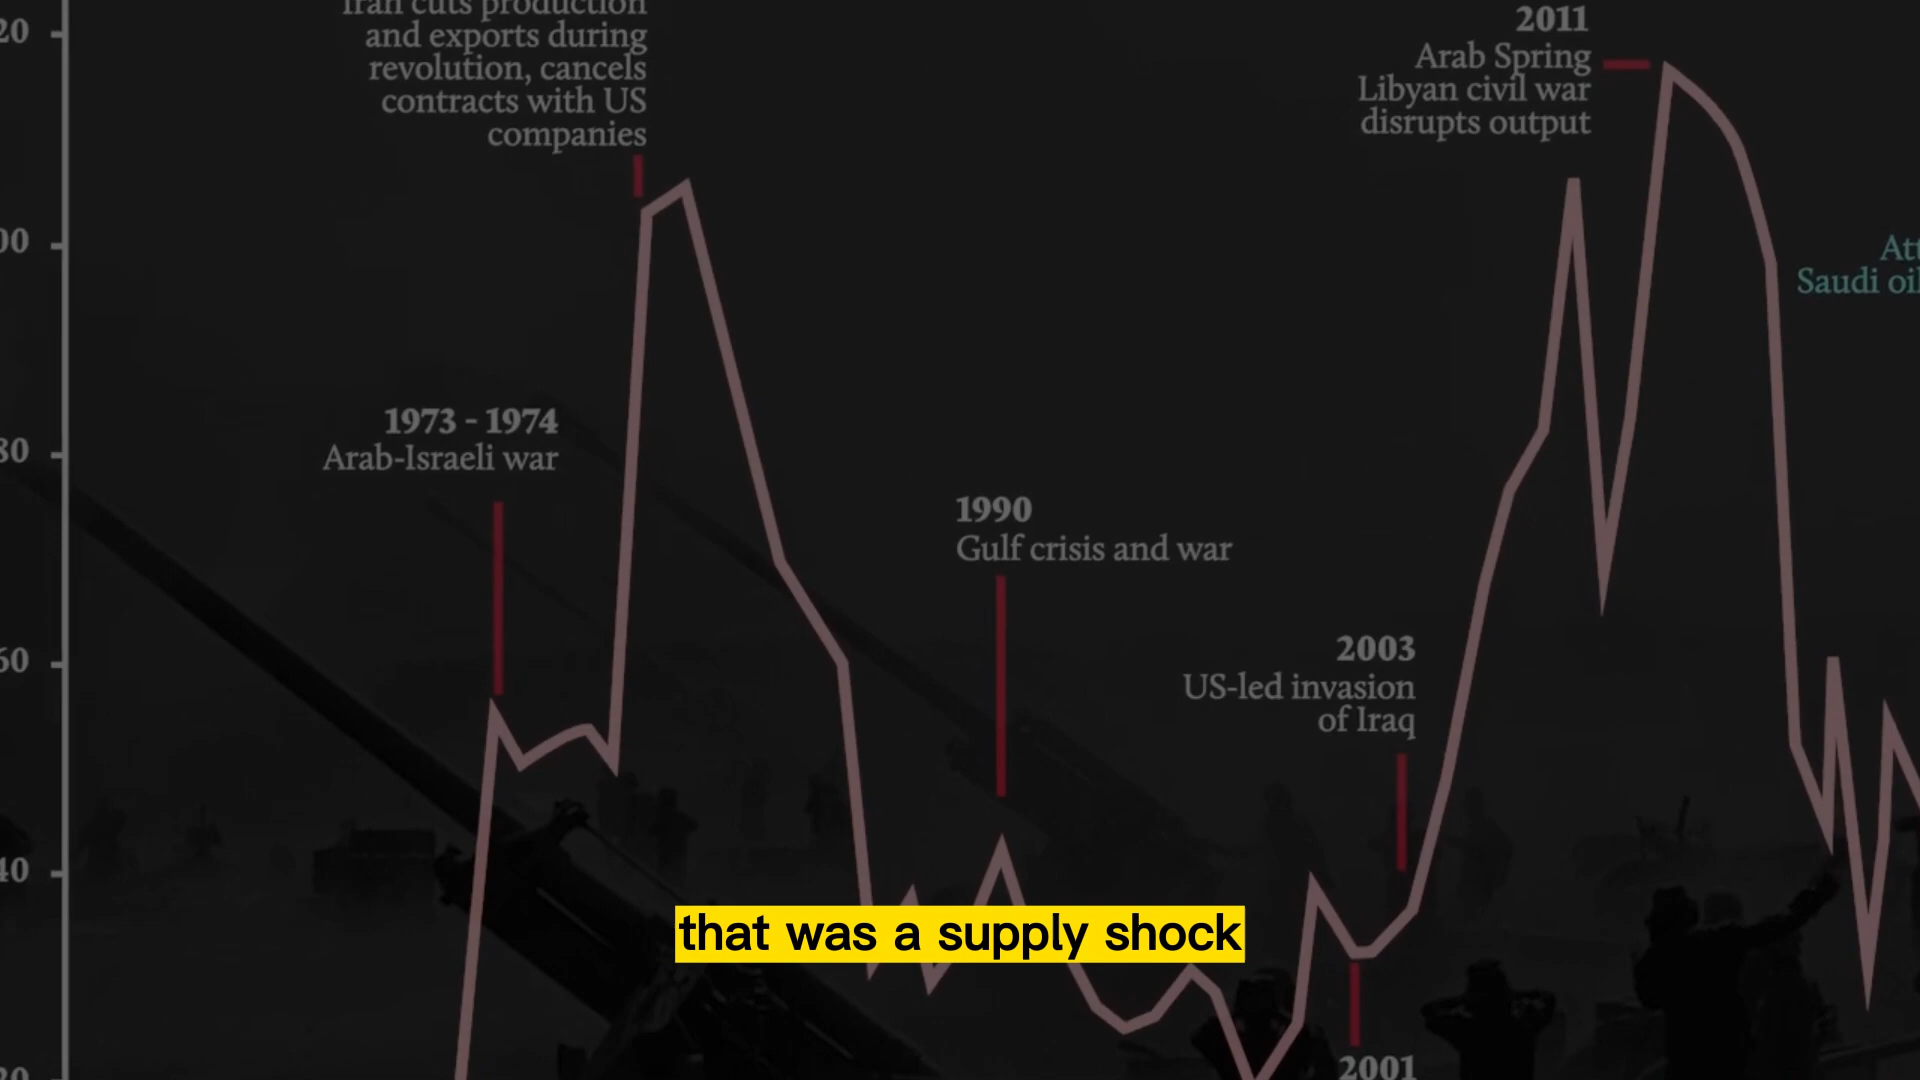 Iran cuts production
and exports during
revolution, cancels
contracts with US
companies
2011
Arab Spring
Libyan civil war
disrupts output
Saudi oil
1973 - 1974
Arab-Israeli war
1990
Gulf crisis and war
2003
US-led invasion
of Iraq
that was a supply shock
2001
20
00
80
60
40